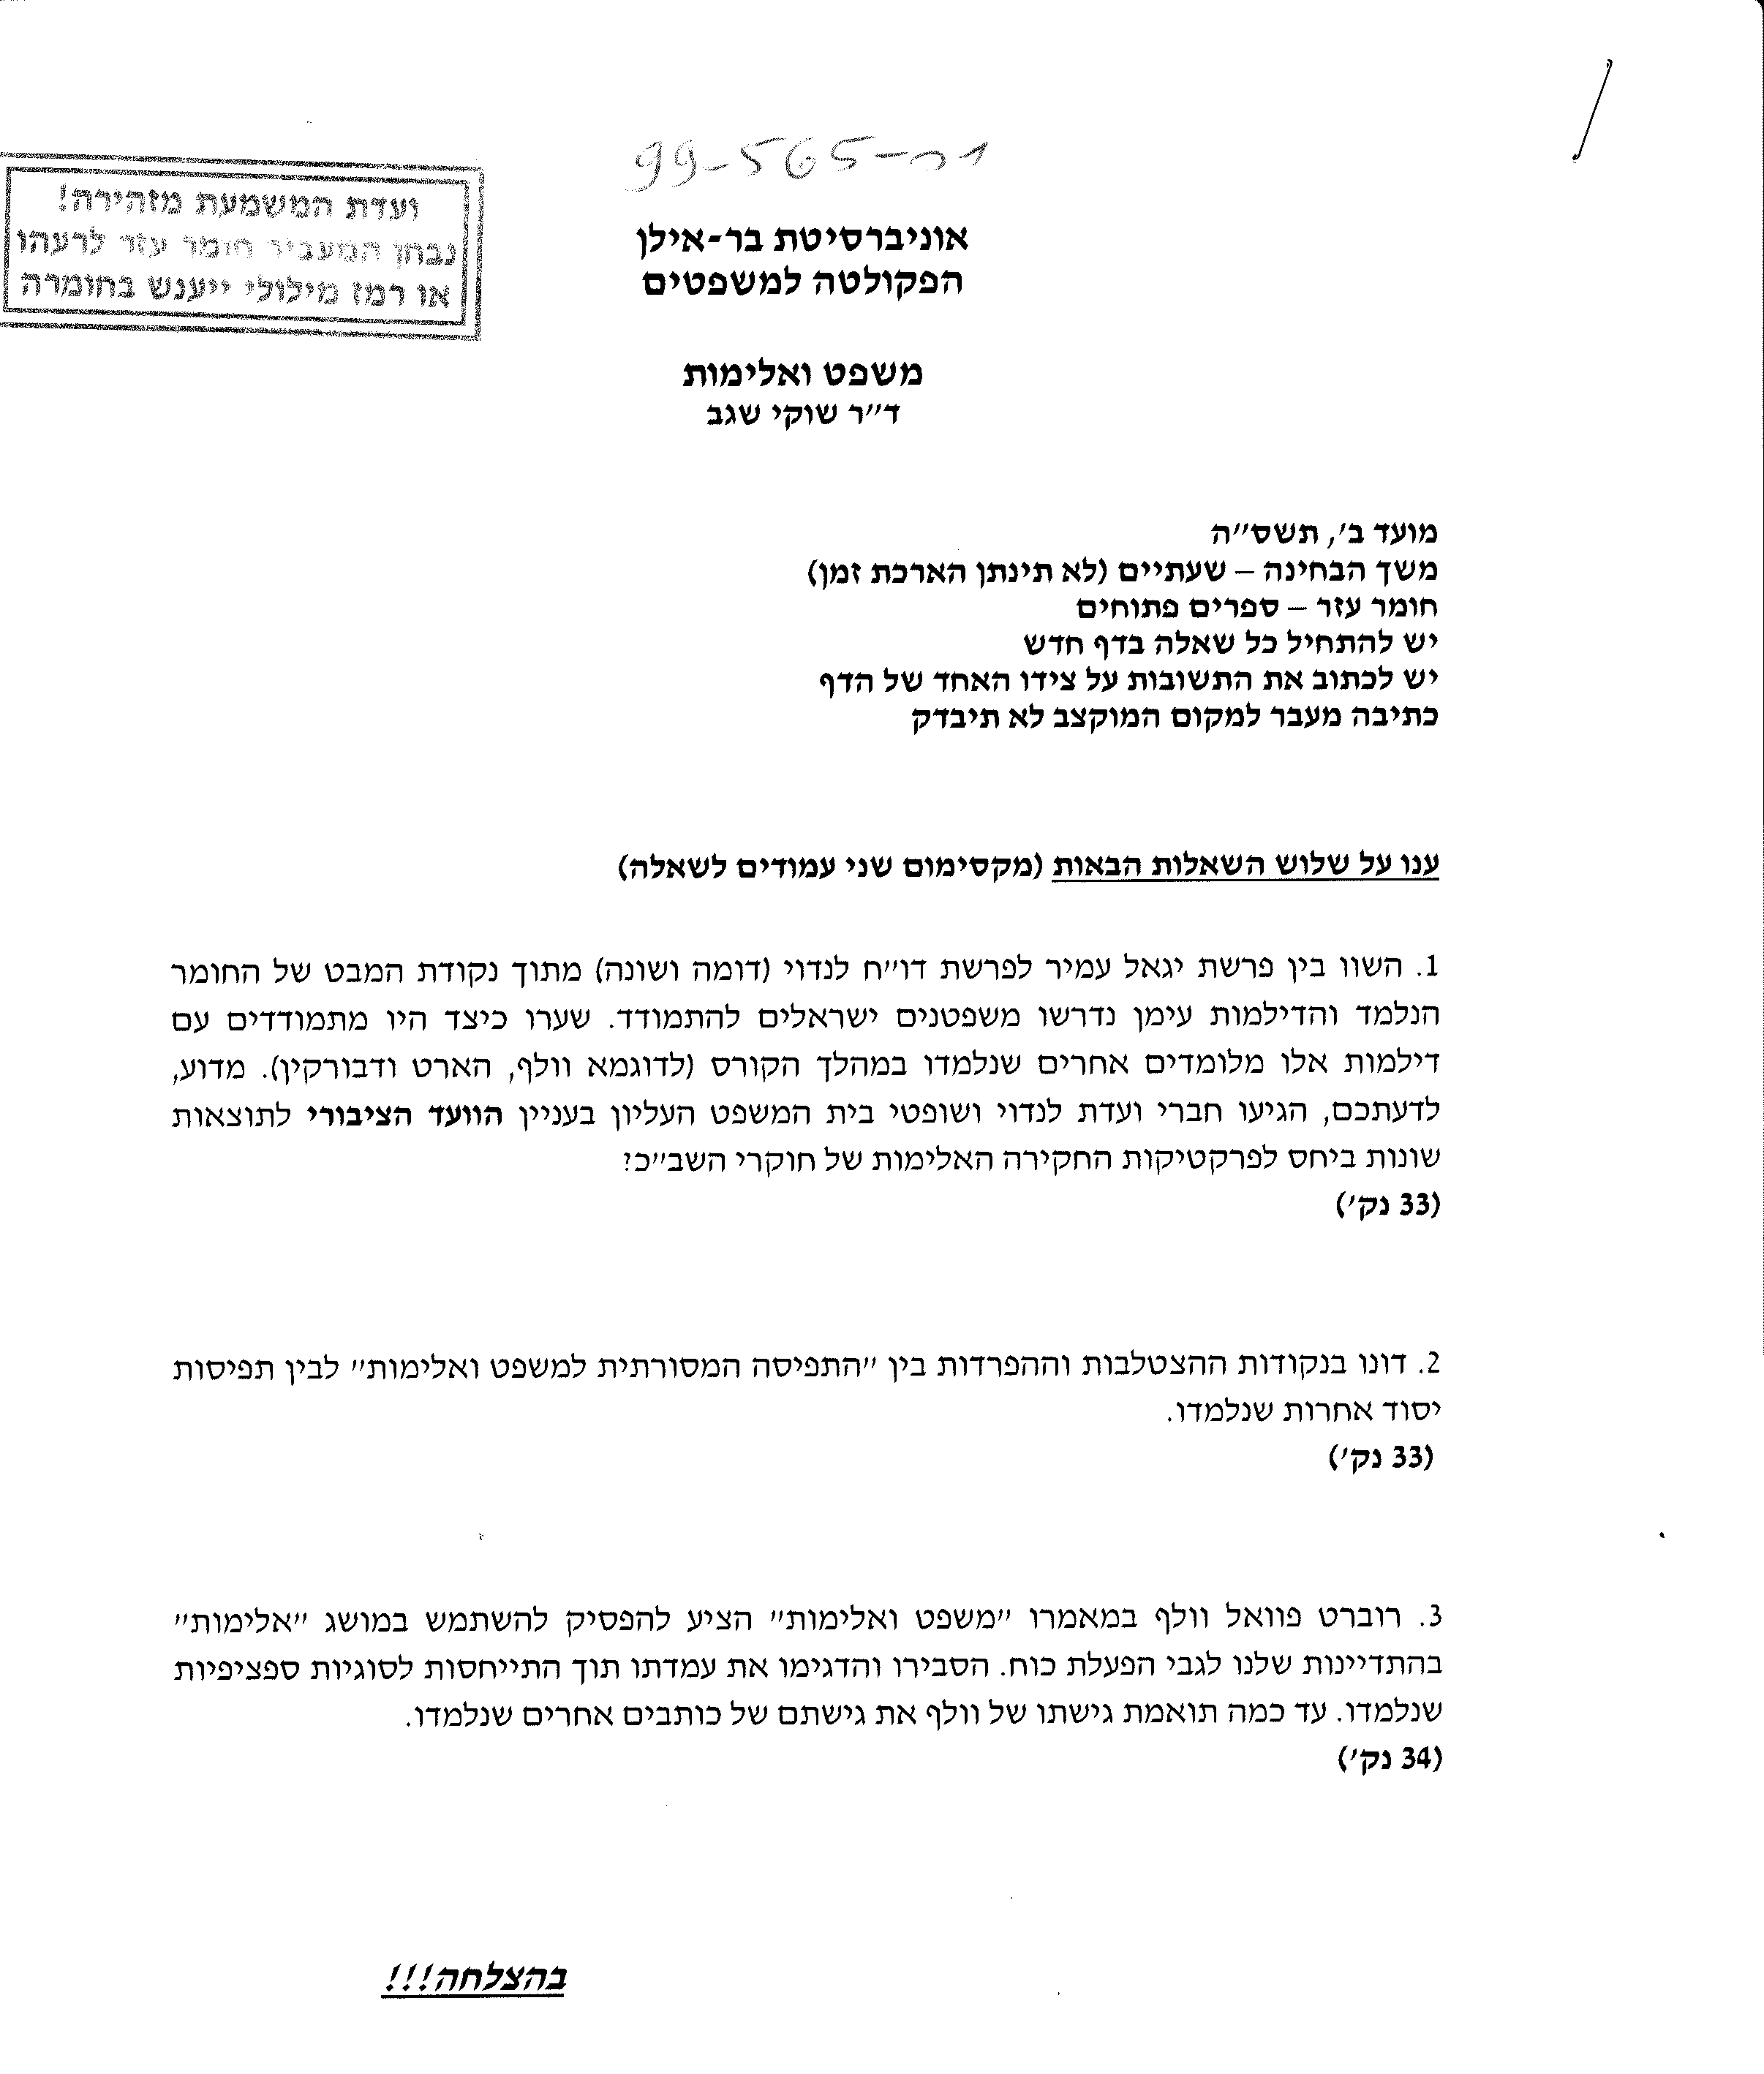 99-565-01
ועדת המשמעת מזהירה!
נבחן המעביר חומר עזר לרעהו
או רמז מילולי ייענש בחומרה
אוניברסיטת בר-אילן
הפקולטה למשפטים
משפט ואלימות
ד״ר שוקי שגב
מועד ב׳, תשס״ה
משך הבחינה – שעתיים (לא תינתן הארכת זמן)
חומר עזר – ספרים פתוחים
יש להתחיל כל שאלה בדף חדש
יש לכתוב את התשובות על צידו האחד של הדף
כתיבה מעבר למקום המוקצב לא תיבדק
ענו על שלוש השאלות הבאות (מקסימום שני עמודים לשאלה)
1. השוו בין פרשת יגאל עמיר לפרשת דו״ח לנדוי (דומה ושונה) מתוך נקודת המבט של החומר
הנלמד והדילמות עימן נדרשו משפטנים ישראלים להתמודד. שערו כיצד היו מתמודדים עם
דילמות אלו מלומדים אחרים שנלמדו במהלך הקורס (לדוגמא וולף, הארט ודבורקין). מדוע,
לדעתכם, הגיעו חברי ועדת לנדוי ושופטי בית המשפט העליון בעניין הוועד הציבורי לתוצאות
שונות ביחס לפרקטיקות החקירה האלימות של חוקרי השב״כ?
(33 נק׳)
2. דונו בנקודות ההצטלבות וההפרדות בין ״התפיסה המסורתית למשפט ואלימות״ לבין תפיסות
יסוד אחרות שנלמדו.
(33 נק׳)
3. רוברט פוואל וולף במאמרו ״משפט ואלימות״ הציע להפסיק להשתמש במושג ״אלימות״
בהתדיינות שלנו לגבי הפעלת כוח. הסבירו והדגימו את עמדתו תוך התייחסות לסוגיות ספציפיות
שנלמדו. עד כמה תואמת גישתו של וולף את גישתם של כותבים אחרים שנלמדו.
(34 נק׳)
בהצלחה!!!